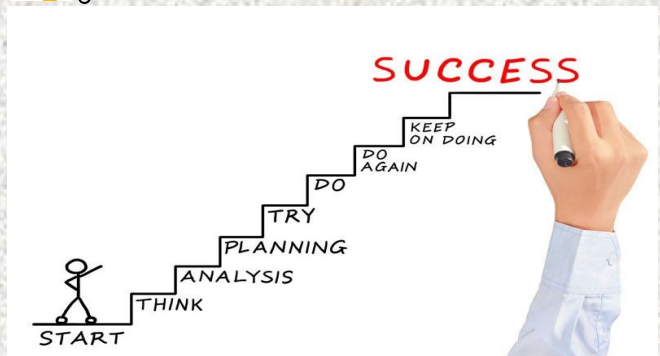 SUCCESS
KEEP
ON DOING
DO
AGAIN
DO
TRY
PLANNING
ANALYSIS
THINK
START